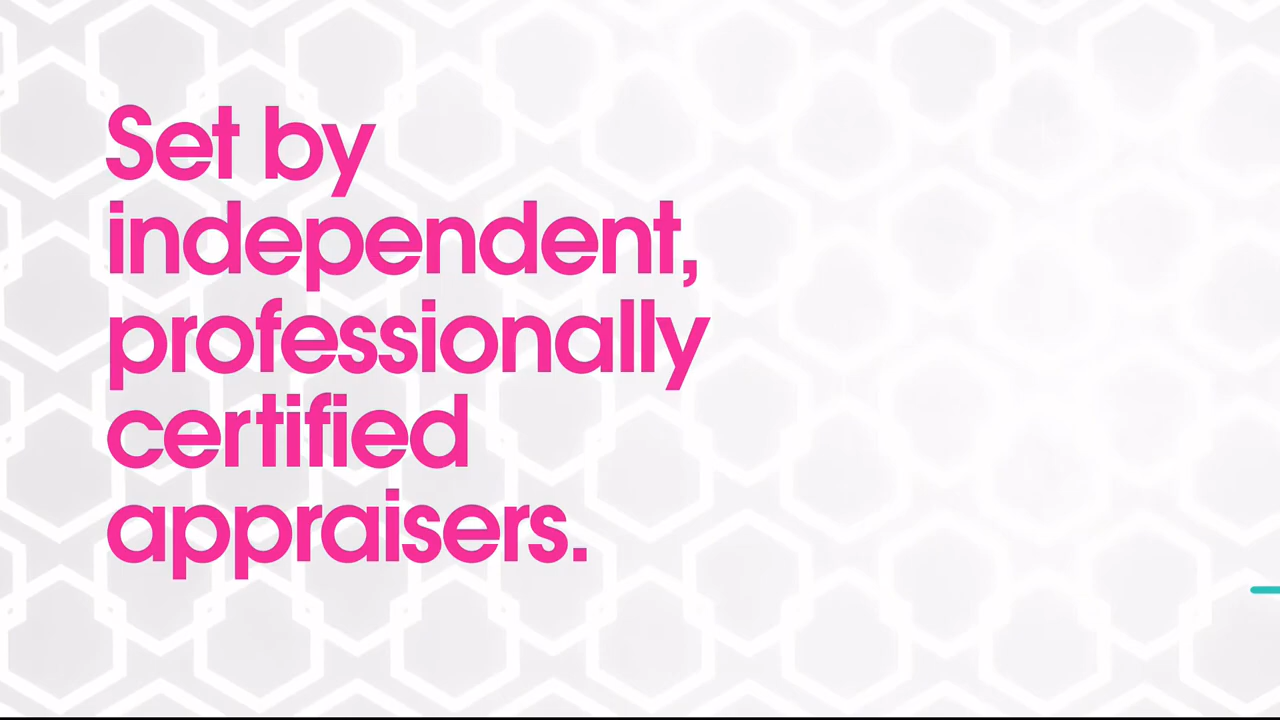 Set by
independent,
professionally
certified
appraisers.